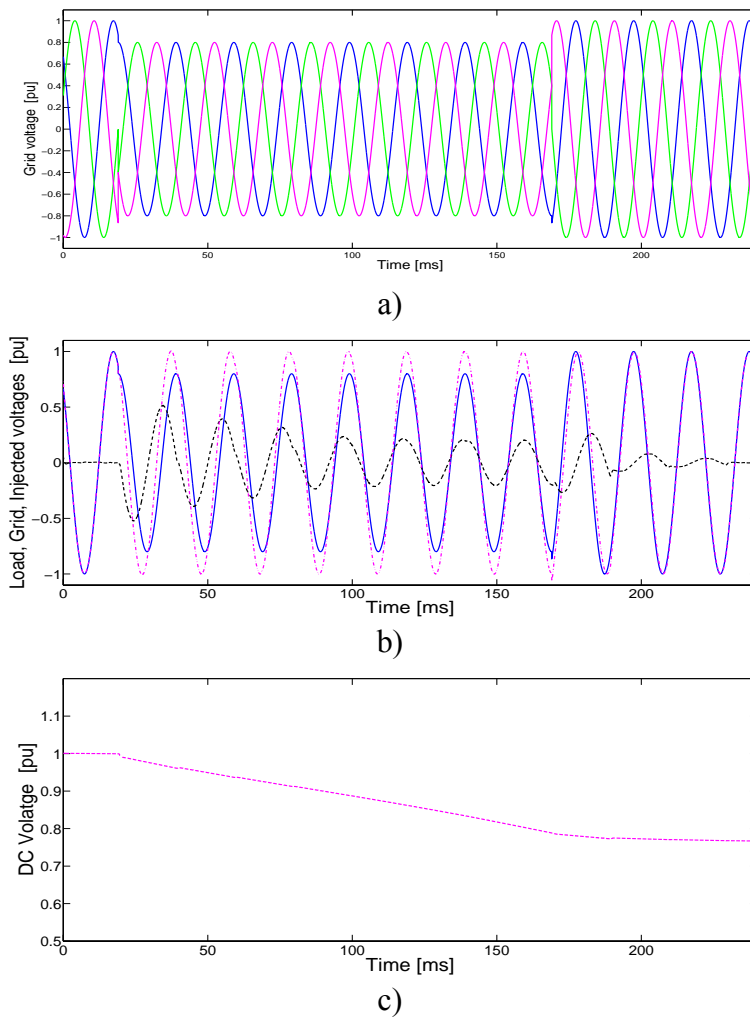 Grid voltage [pu]
1
0.8
0.6
0.4
0.2
0
−0.2
−0.4
−0.6
−0.8
−1
0 50 100 150 200
Time [ms]
a)
Load, Grid, Injected voltages [pu]
1
0.5
0
−0.5
−1
0 50 100 150 200
Time [ms]
b)
DC Volatge [pu]
1.1
1
0.9
0.8
0.7
0.6
0.5
0 50 100 150 200
Time [ms]
c)